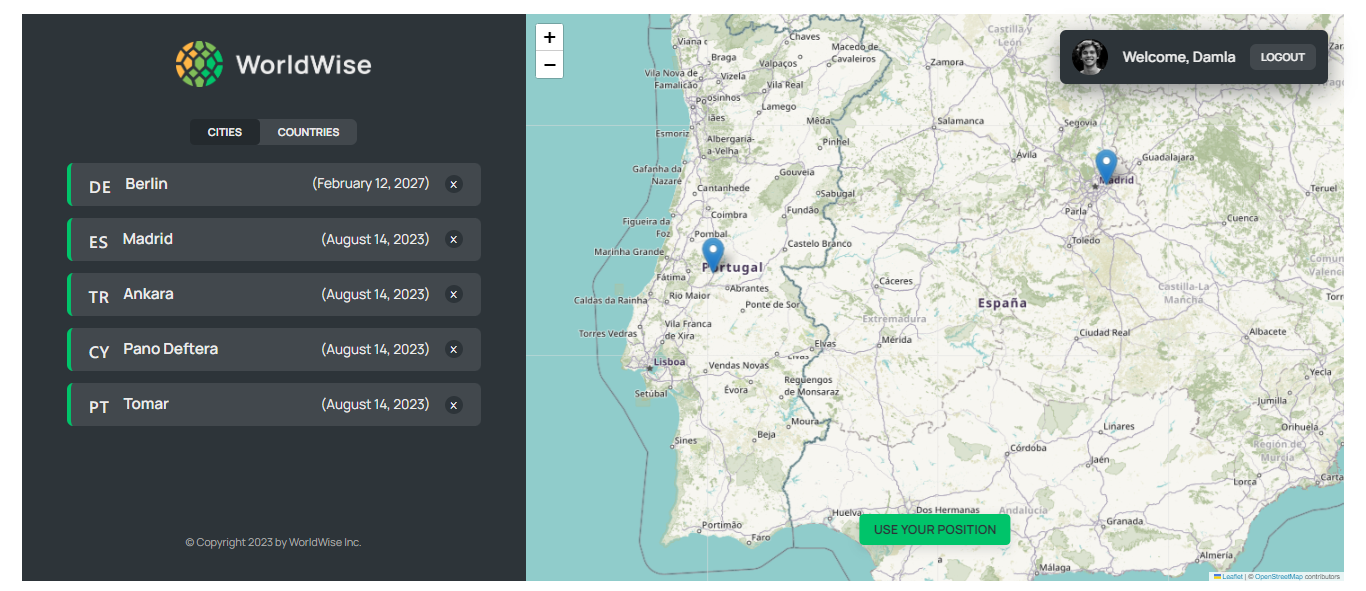 WorldWise
CITIES COUNTRIES
DE Berlin (February 12, 2027) x
ES Madrid (August 14, 2023) x
TR Ankara (August 14, 2023) x
CY Pano Deftera (August 14, 2023) x
PT Tomar (August 14, 2023) x
© Copyright 2023 by WorldWise Inc.
+
−
Welcome, Damla LOGOUT
Castilla y
León
Viana c
Chaves
Macedo de
Cavaleiros
Braga
Valpaços
Zamora
Vila Nova de
Famalicão
Vizela
Vila Real
Lamego
Esmoriz
iães
Mêda
Salamanca
Segovia
Albergaria-
a-Velha
Pinhel
Ávila
Guadalajara
Gafanha da
Nazaré
Gouveia
Madrid
Cantanhede
Sabugal
Teruel
Parla
Coimbra
Fundão
Cuenca
Figueira da
Foz
Pombal
Castelo Branco
Toledo
Marinha Grande
Portugal
Fátima
Abrantes
Cáceres
Castilla-La
Mancha
Caldas da Rainha
Rio Maior
Ponte de Sor
España
Extremadura
Torres Vedras
Vila Franca
de Xira
Elvas
Mérida
Ciudad Real
Albacete
Lisboa
Vendas Novas
Yecla
Setúbal
Évora
Reguengos
de Monsaraz
Jumilla
Moura
Linares
Orihuela
Sines
Beja
Córdoba
Jaén
Región de
Murcia
Lorca
Carta
Huelva
Dos Hermanas
Andalucía
Granada
Portimão
Faro
USE YOUR POSITION
Almería
Málaga
Leaflet | © OpenStreetMap contributors